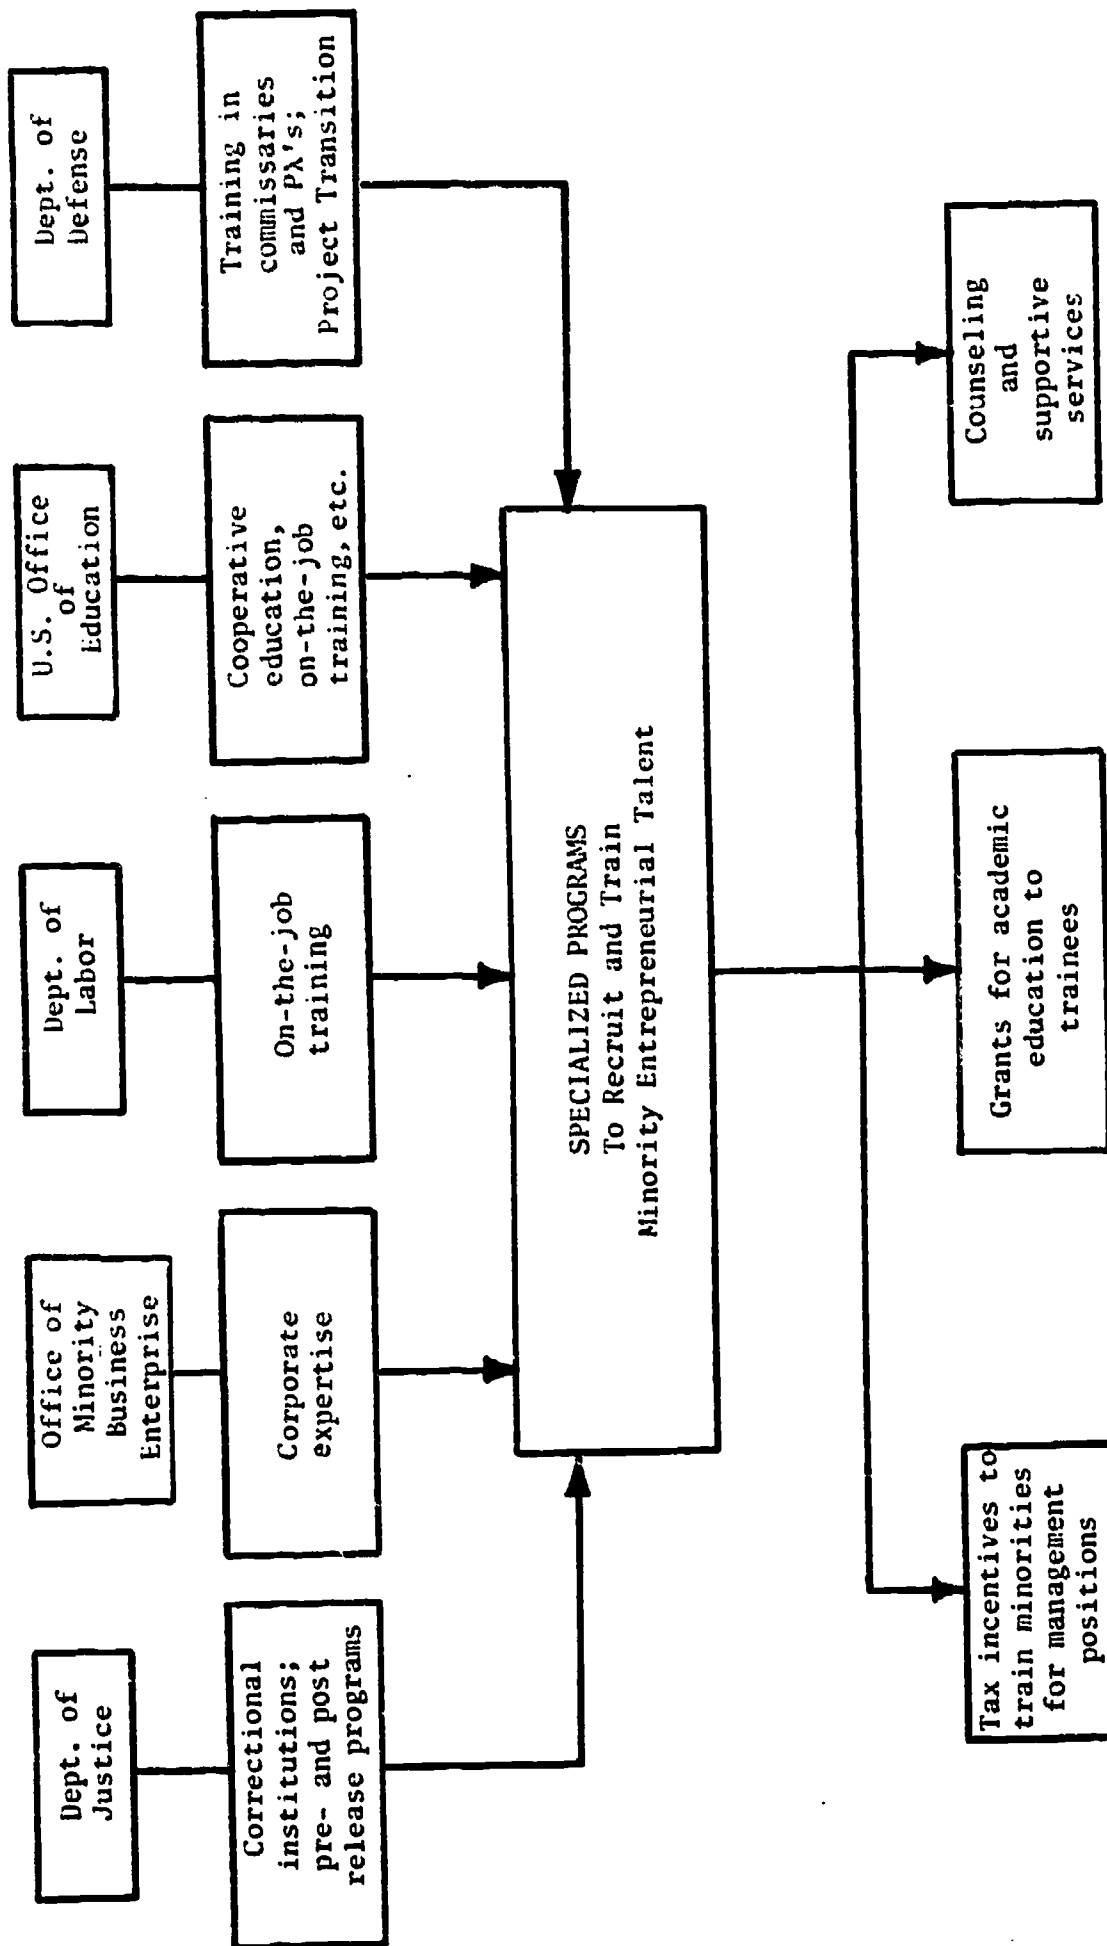 Dept. of
Justice
Office of
Minority
Business
Enterprise
Dept. of
Labor
U.S. Office
of
Education
Dept. of
Defense
Correctional
institutions;
pre- and post
release programs
Corporate
expertise
On-the-job
training
Cooperative
education,
on-the-job
training, etc.
Training in
commissaries
and PX's;
Project Transition
SPECIALIZED PROGRAMS
To Recruit and Train
Minority Entrepreneurial Talent
Tax incentives to
train minorities
for management
positions
Grants for academic
education to
trainees
Counseling
and
supportive
services